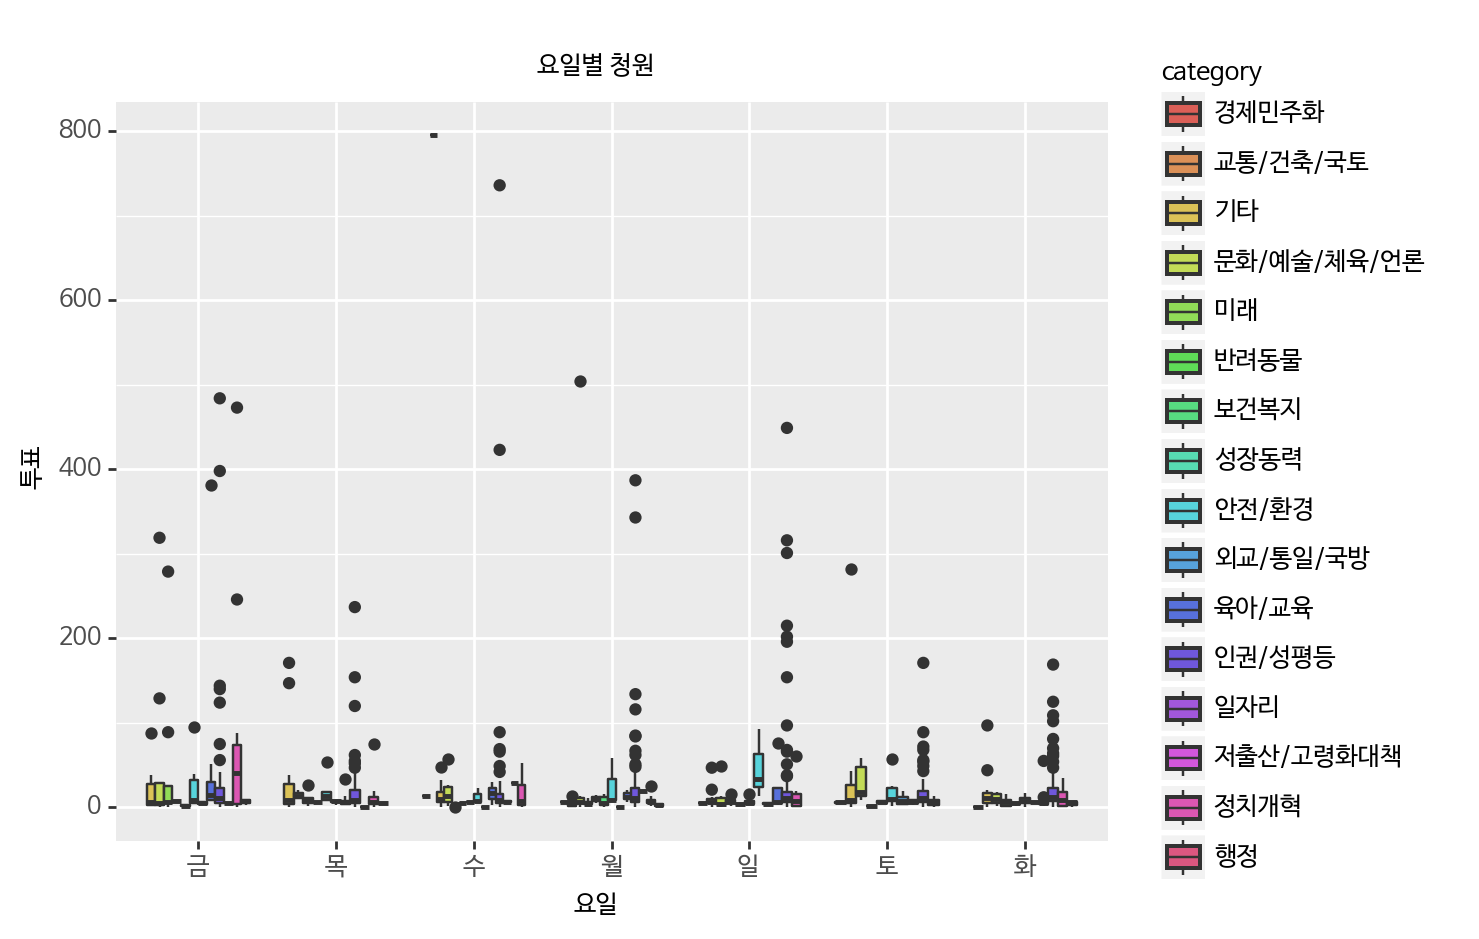 요일별 청원
category
경제민주화
교통/건축/국토
기타
문화/예술/체육/언론
미래
반려동물
보건복지
성장동력
안전/환경
외교/통일/국방
육아/교육
인권/성평등
일자리
저출산/고령화대책
정치개혁
행정
투표
800
600
400
200
0
금 목 수 월 일 토 화
요일